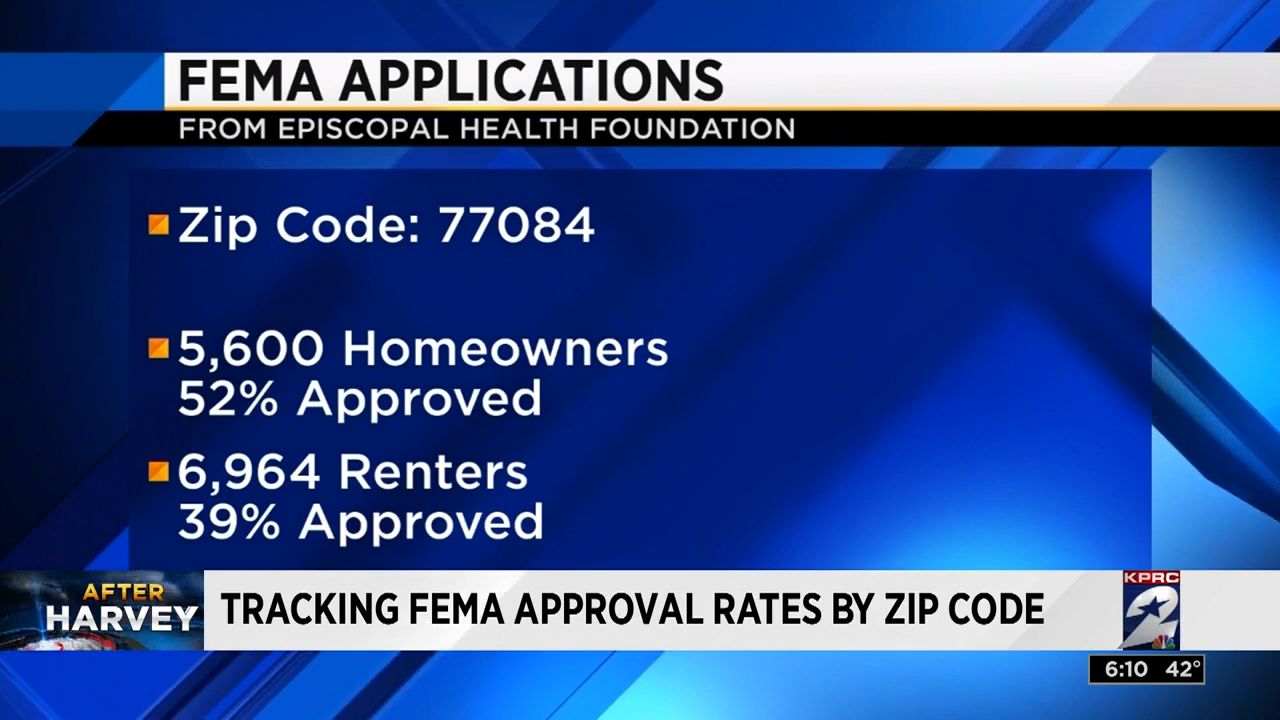 FEMA APPLICATIONS
FROM EPISCOPAL HEALTH FOUNDATION
Zip Code: 77084
5,600 Homeowners
52% Approved
6,964 Renters
39% Approved
AFTER
HARVEY
TRACKING FEMA APPROVAL RATES BY ZIP CODE
KPRC
2
6:10 42°